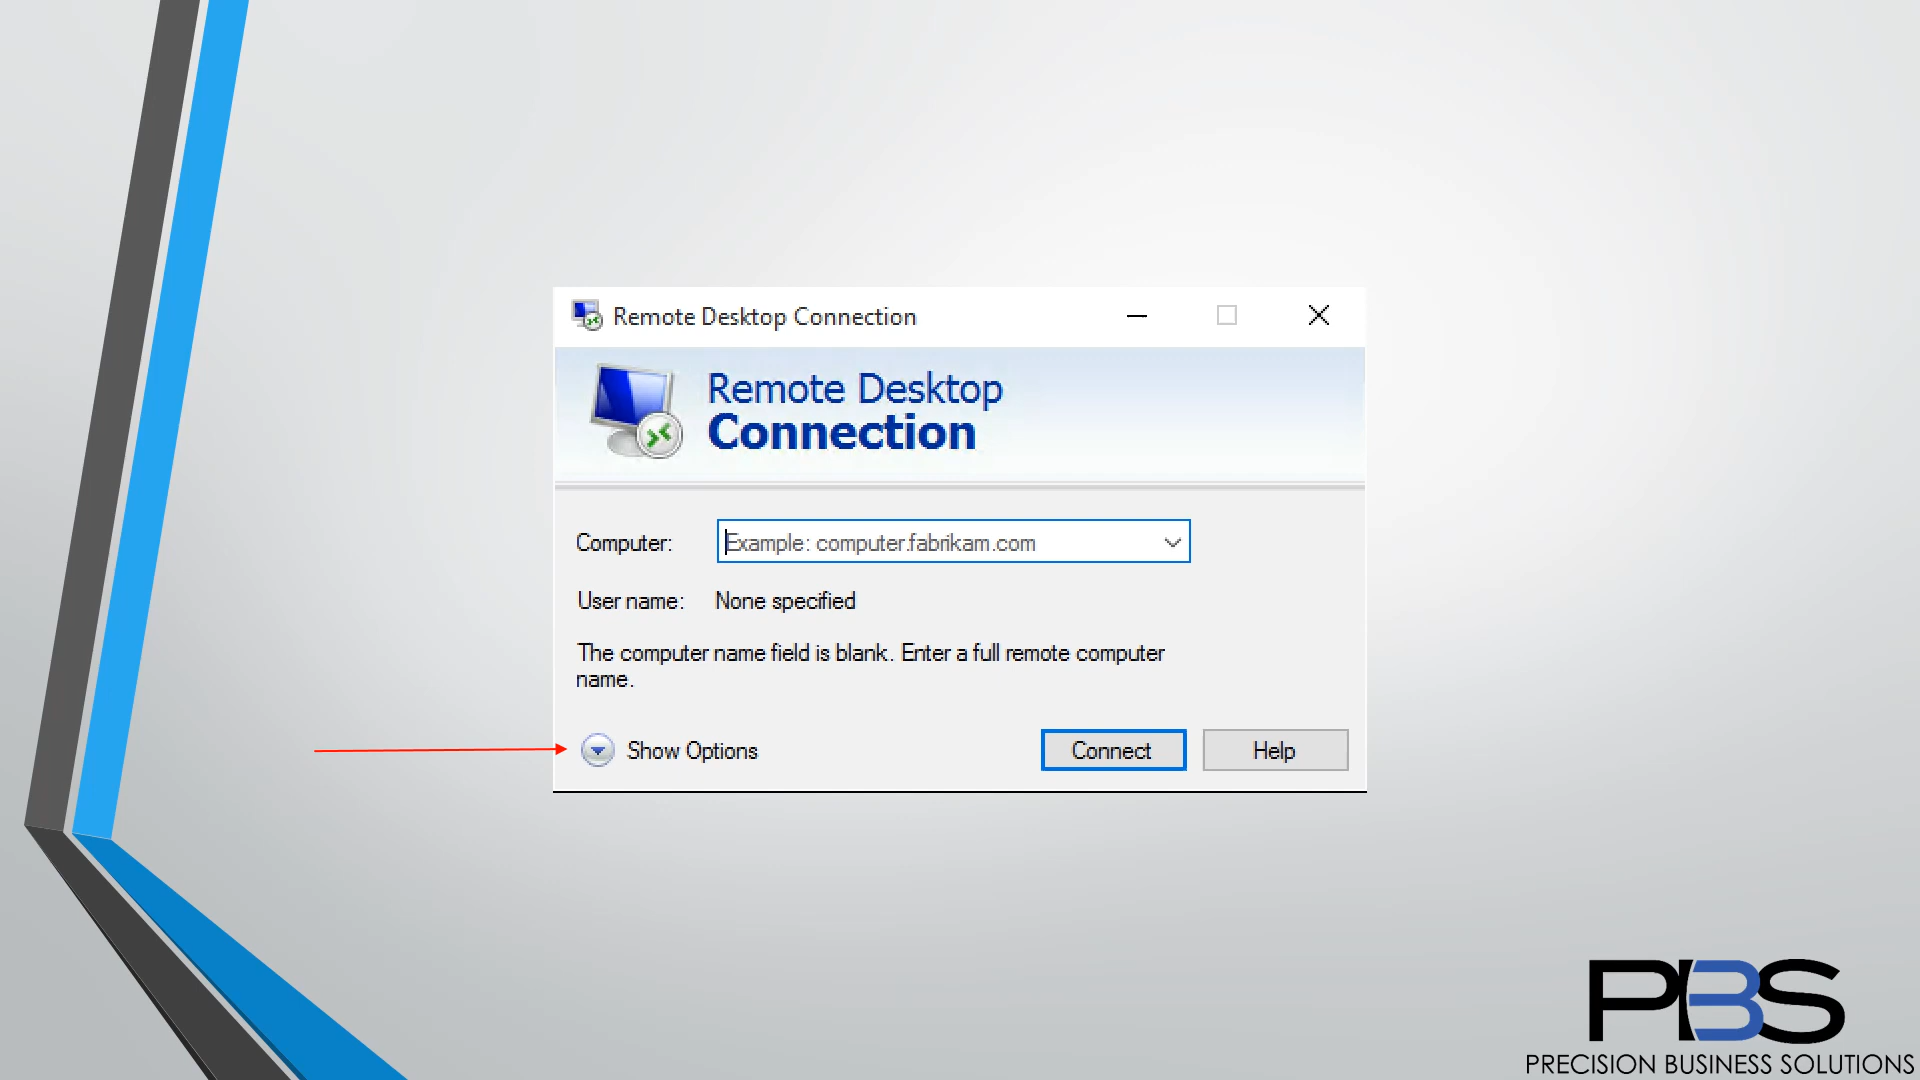 Remote Desktop Connection
Remote Desktop
Connection
Computer: Example: computer.fabrikam.com
User name: None specified
The computer name field is blank. Enter a full remote computer
name.
Show Options Connect Help
PBS
PRECISION BUSINESS SOLUTIONS